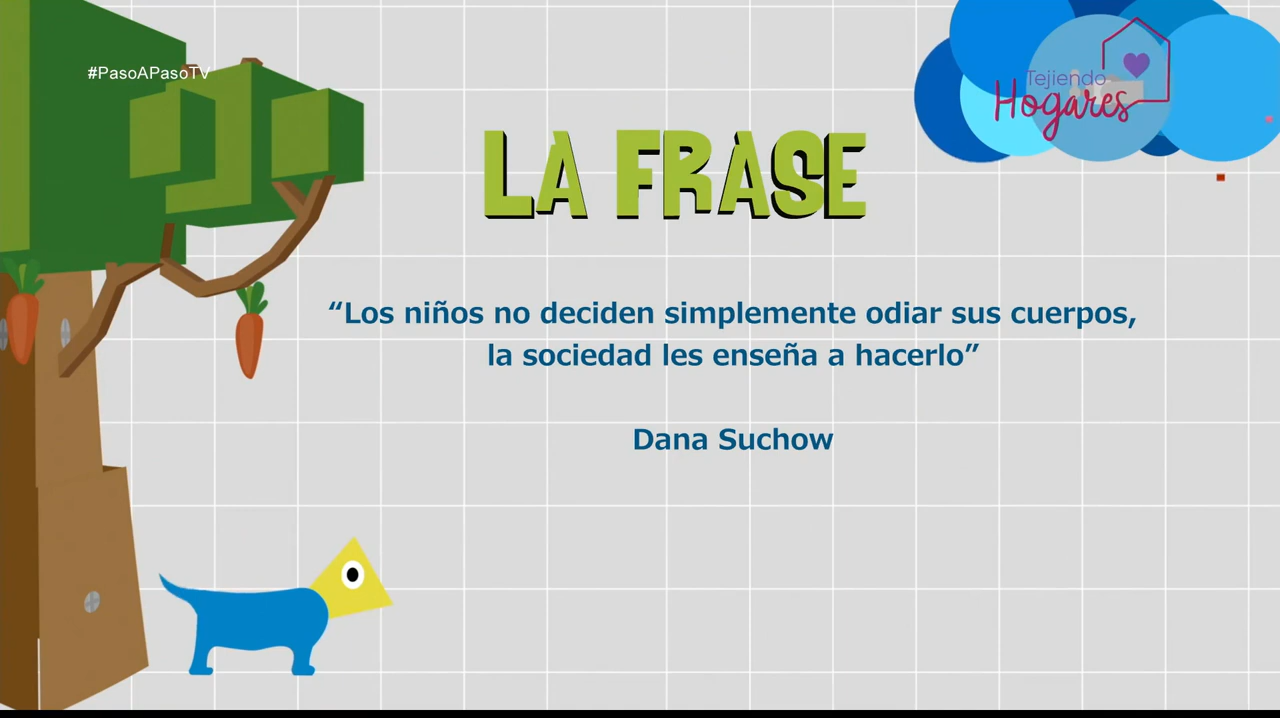 #PasoAPasoTV
Tejiendo
Hogares
LA FRASE
“Los niños no deciden simplemente odiar sus cuerpos,
la sociedad les enseña a hacerlo”
Dana Suchow